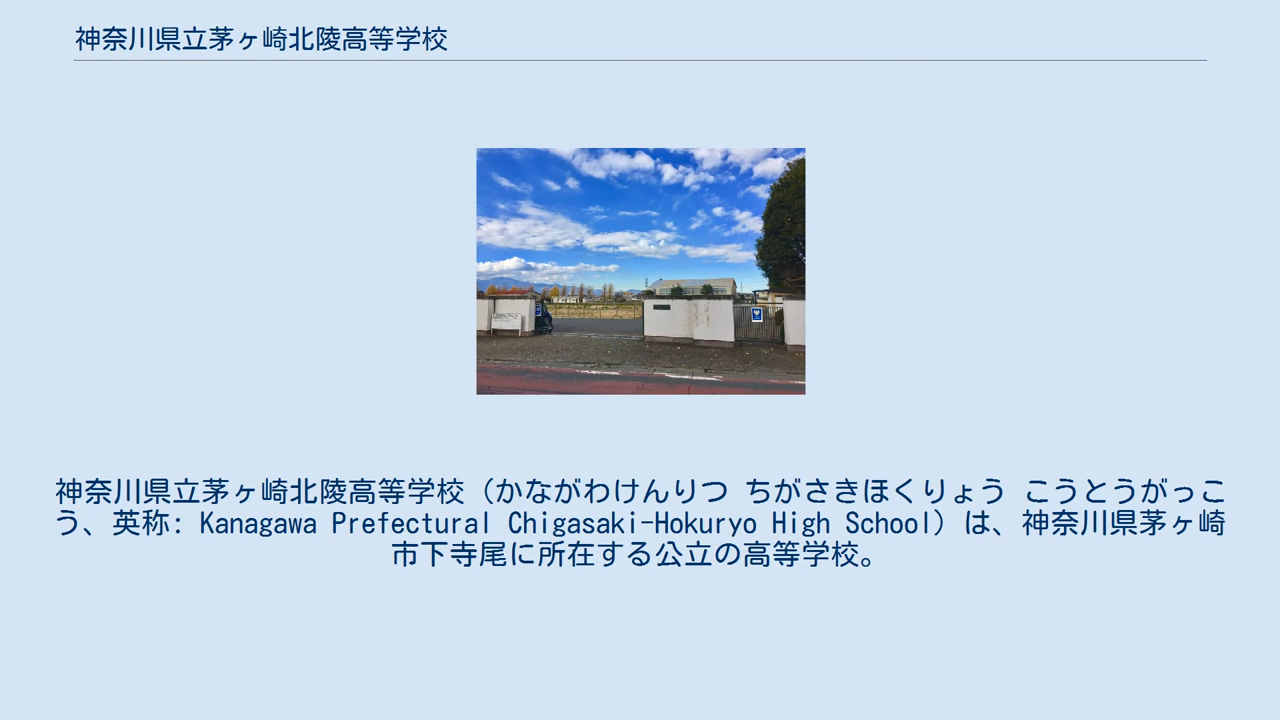 神奈川県立茅ヶ崎北陵高等学校
神奈川県立茅ヶ崎北陵高等学校（かながわけんりつ ちがさきほくりょう こうとうがっこ
う、英称: Kanagawa Prefectural Chigasaki-Hokuryo High School）は、神奈川県茅ヶ崎
市下寺尾に所在する公立の高等学校。